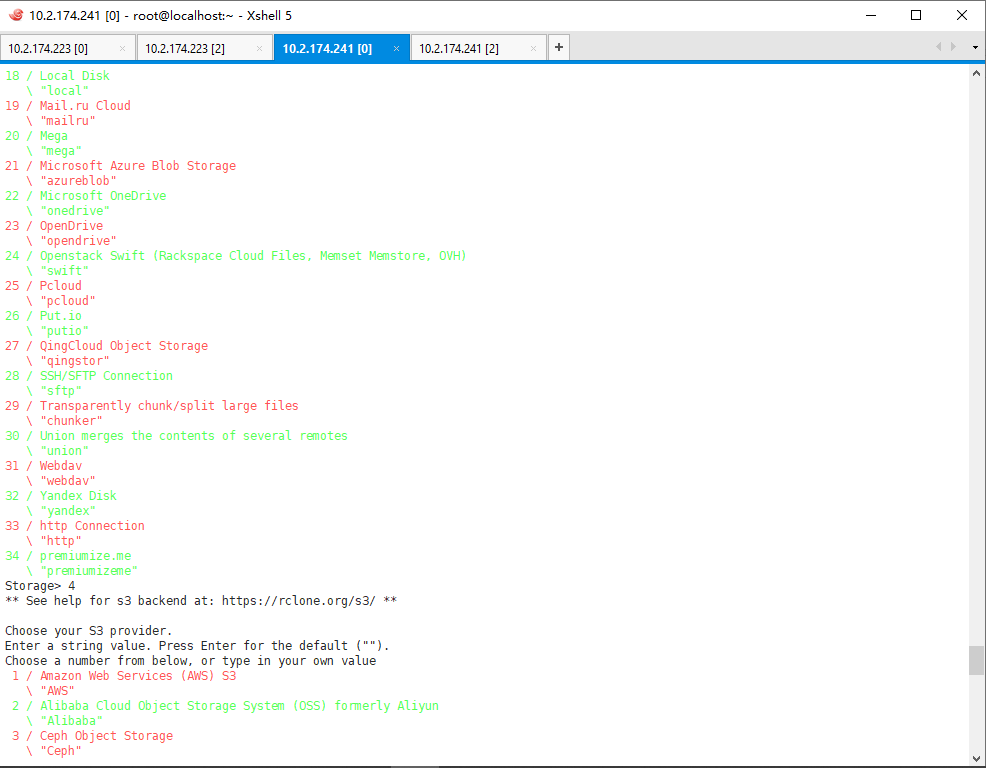 10.2.174.241 [0] - root@localhost:~ - Xshell 5
10.2.174.223 [0] × 10.2.174.223 [2] × 10.2.174.241 [0] × 10.2.174.241 [2] × +
18 / Local Disk
\ "local"
19 / Mail.ru Cloud
\ "mailru"
20 / Mega
\ "mega"
21 / Microsoft Azure Blob Storage
\ "azureblob"
22 / Microsoft OneDrive
\ "onedrive"
23 / OpenDrive
\ "opendrive"
24 / Openstack Swift (Rackspace Cloud Files, Memset Memstore, OVH)
\ "swift"
25 / Pcloud
\ "pcloud"
26 / Put.io
\ "putio"
27 / QingCloud Object Storage
\ "qingstor"
28 / SSH/SFTP Connection
\ "sftp"
29 / Transparently chunk/split large files
\ "chunker"
30 / Union merges the contents of several remotes
\ "union"
31 / Webdav
\ "webdav"
32 / Yandex Disk
\ "yandex"
33 / http Connection
\ "http"
34 / premiumize.me
\ "premiumizeme"
Storage> 4
** See help for s3 backend at: https://rclone.org/s3/ **
Choose your S3 provider.
Enter a string value. Press Enter for the default ("").
Choose a number from below, or type in your own value
1 / Amazon Web Services (AWS) S3
\ "AWS"
2 / Alibaba Cloud Object Storage System (OSS) formerly Aliyun
\ "Alibaba"
3 / Ceph Object Storage
\ "Ceph"